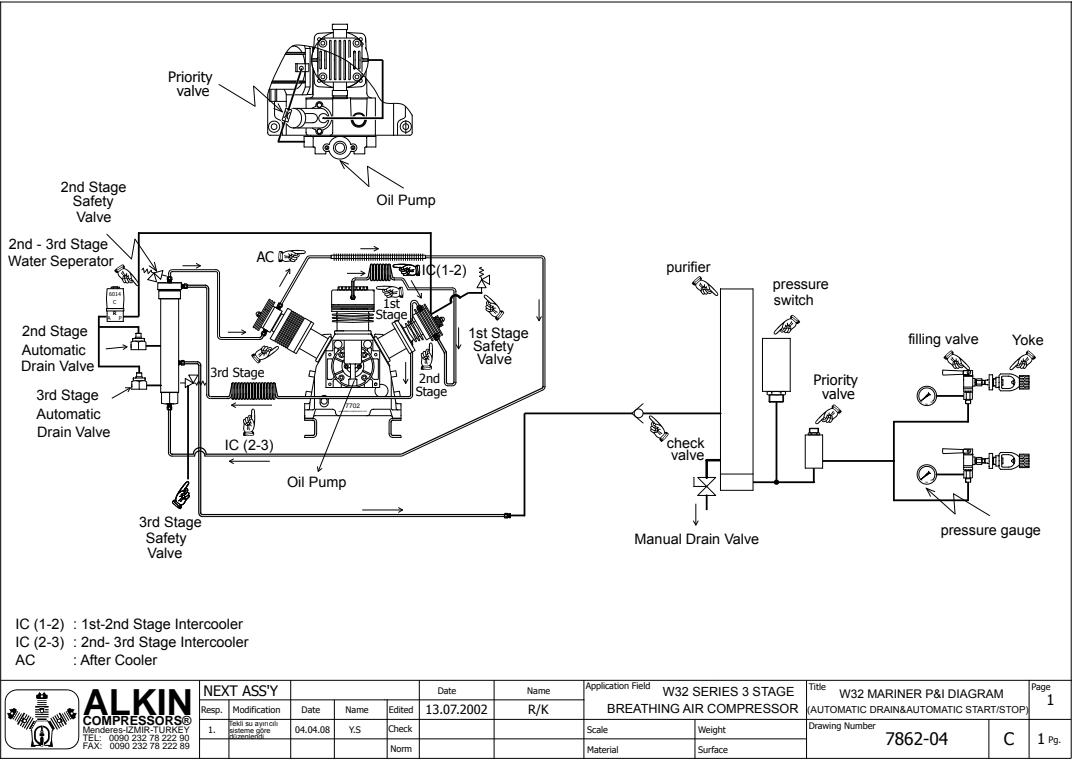 Priority
valve
Oil Pump
2nd Stage
Safety
Valve
2nd - 3rd Stage
Water Seperator
AC
IC(1-2)
1st
Stage
1st Stage
Safety
Valve
6014
C
R
A P
2nd Stage
Automatic
Drain Valve
3rd Stage
Automatic
Drain Valve
3rd Stage
2nd
Stage
7702
IC (2-3)
Oil Pump
3rd Stage
Safety
Valve
purifier
pressure
switch
filling valve
Yoke
Priority
valve
check
valve
Manual Drain Valve
pressure gauge
IC (1-2) : 1st-2nd Stage Intercooler
IC (2-3) : 2nd- 3rd Stage Intercooler
AC : After Cooler
ALKIN
COMPRESSORS®
Menderes-IZMIR-TURKEY
TEL: 0090 232 78 222 90
FAX: 0090 232 78 222 89
NEXT ASS'Y
Date
Name
Resp.
Modification
Date
Name
Edited
13.07.2002
R/K
1.
Tekli su ayırıcılı
sisteme göre
düzenlendi
04.04.08
Y.S
Check
Norm
Application Field
W32 SERIES 3 STAGE
BREATHING AIR COMPRESSOR
Scale
Weight
Material
Surface
Title
W32 MARINER P&I DIAGRAM
(AUTOMATIC DRAIN&AUTOMATIC START/STOP)
Page
1
Drawing Number
7862-04
C
1 Pg.